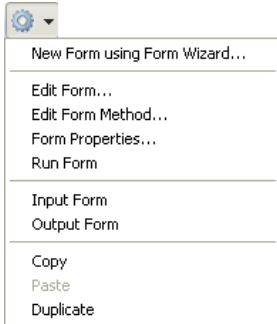 New Form using Form Wizard...
Edit Form...
Edit Form Method...
Form Properties...
Run Form
Input Form
Output Form
Copy
Paste
Duplicate